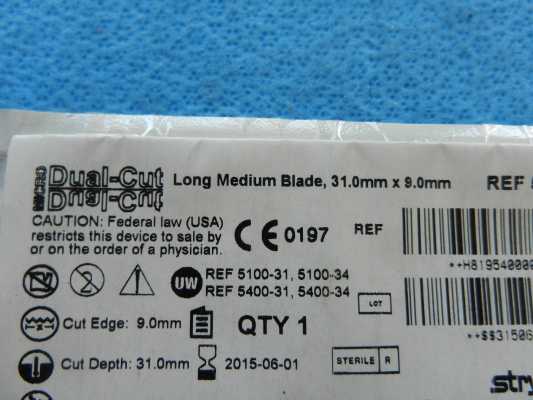 MICRO Dual-Cut Long Medium Blade, 31.0mm x 9.0mm REF
CAUTION: Federal law (USA)
restricts this device to sale by
or on the order of a physician.
CE 0197 REF
UW REF 5100-31, 5100-34
REF 5400-31, 5400-34
LOT
Cut Edge: 9.0mm QTY 1
Cut Depth: 31.0mm 2015-06-01 STERILE R
**H819540000
**$$31506
stry